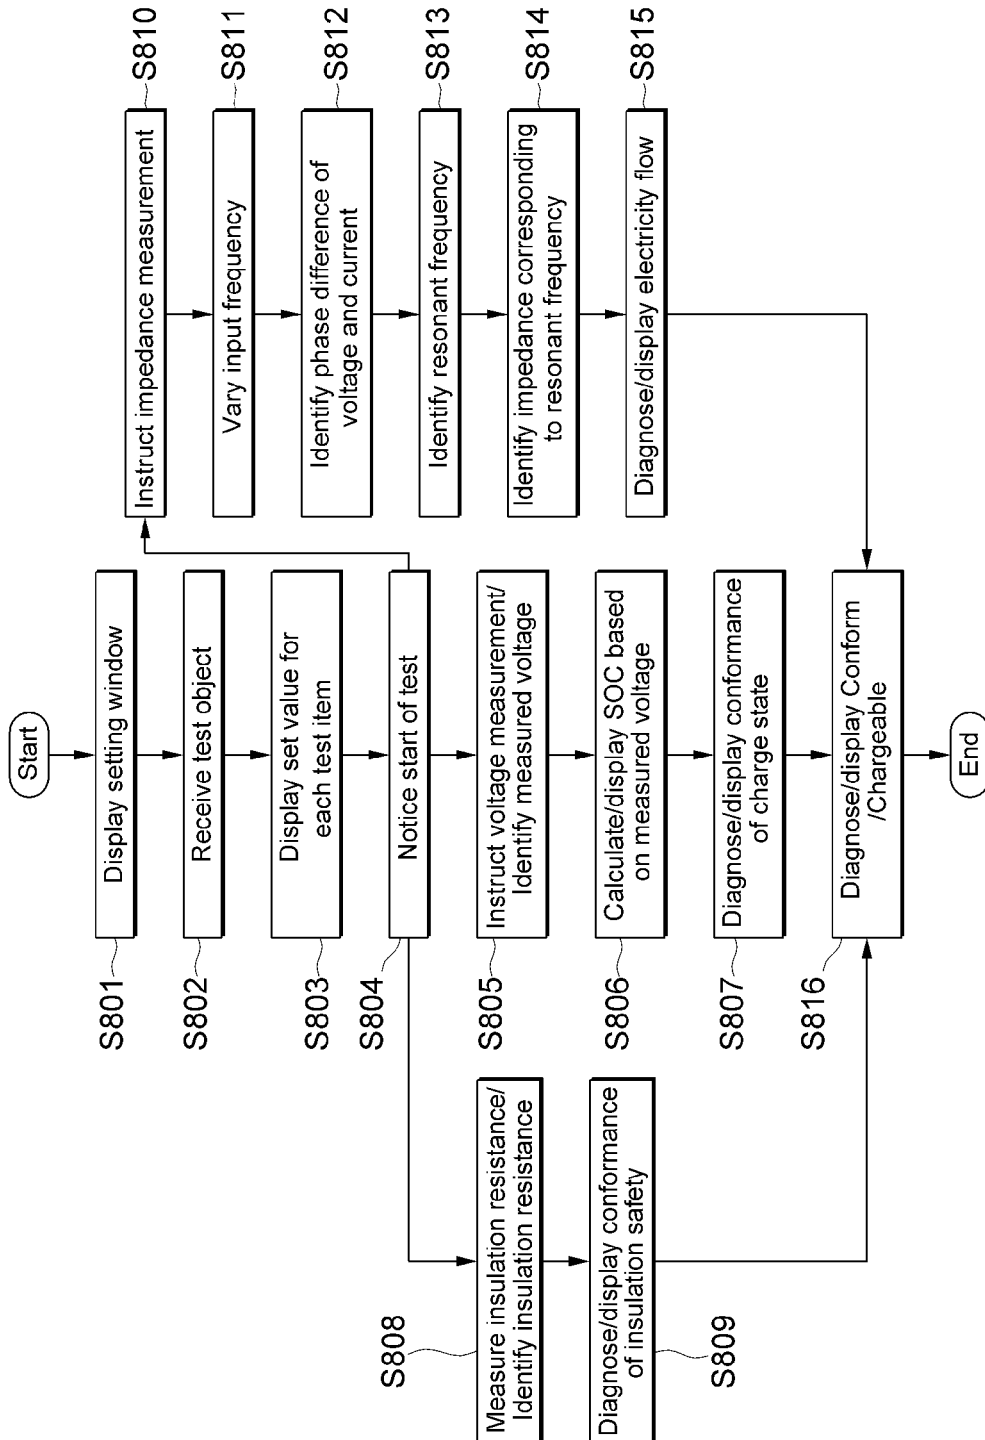 Start
Display setting window
S801
Receive test object
S802
Display set value for
each test item
S803
Notice start of test
S804
Instruct voltage measurement/
Identify measured voltage
S805
Calculate/display SOC based
on measured voltage
S806
Diagnose/display conformance
of charge state
S807
Measure insulation resistance/
Identify insulation resistance
S808
Diagnose/display conformance
of insulation safety
S809
Instruct impedance measurement
S810
Vary input frequency
S811
Identify phase difference of
voltage and current
S812
Identify resonant frequency
S813
Identify impedance corresponding
to resonant frequency
S814
Diagnose/display electricity flow
S815
Diagnose/display Conform
/Chargeable
S816
End